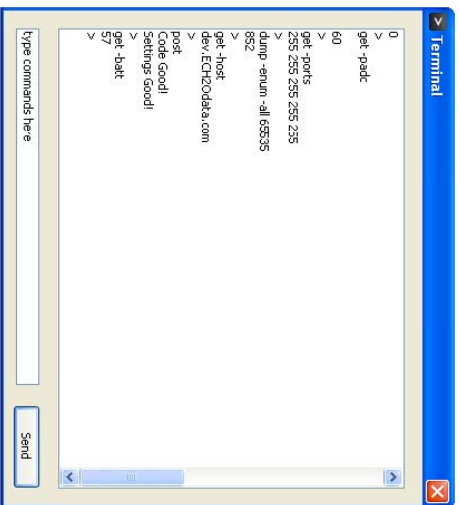 Terminal
0
>
get -padc
60
>
get -ports
255 255 255 255 255
>
dump -enum -all 65535
852
>
get -host
dev.ECH2Odata.com
>
post
Code Good!
Settings Good!
>
get -batt
57
>
type commands here
Send